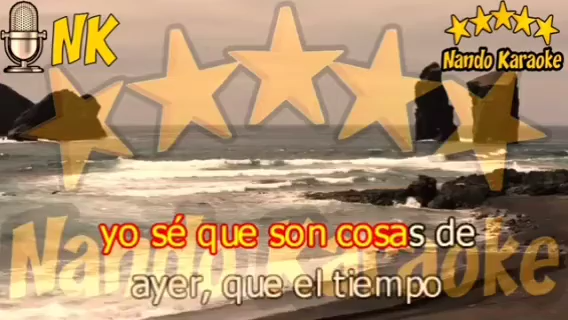 NK
Nando Karaoke
yo sé que son cosas de
ayer, que el tiempo
Nando Karaoke